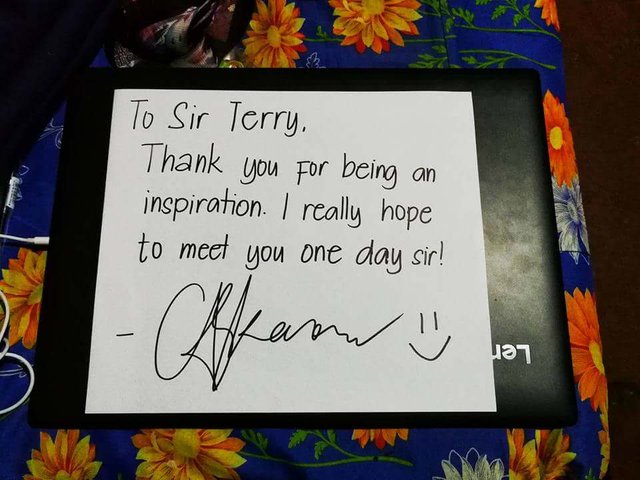 To Sir Terry,
Thank you For being an
inspiration. I really hope
to meet you one day sir!